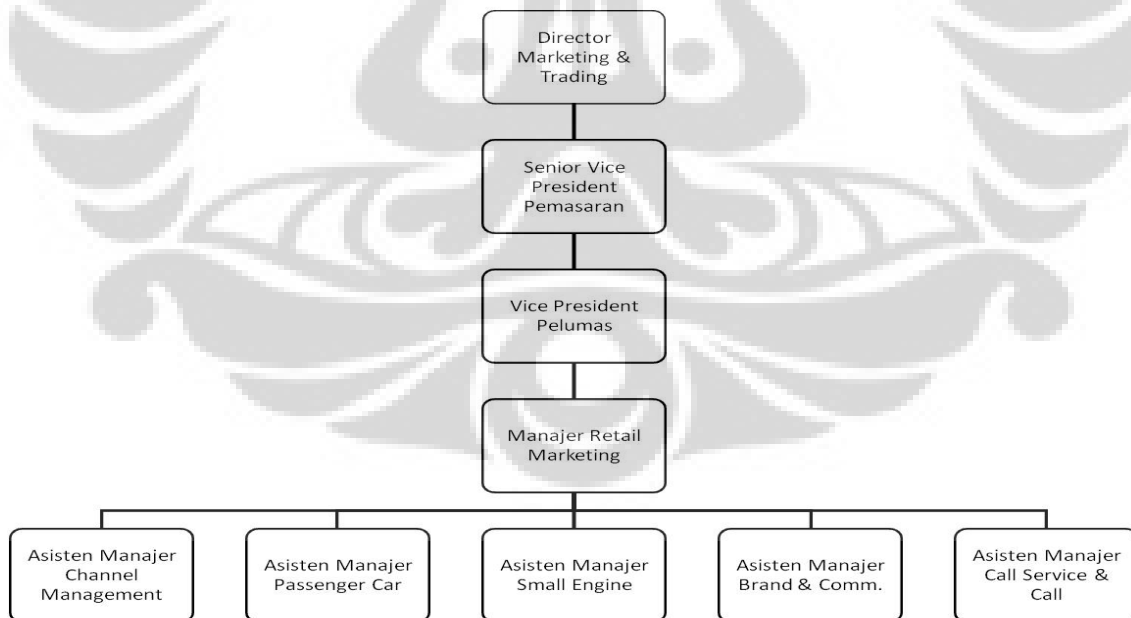 Director
Marketing &
Trading
Senior Vice
President
Pemasaran
Vice President
Pelumas
Manajer Retail
Marketing
Asisten Manajer
Channel
Management
Asisten Manajer
Passenger Car
Asisten Manajer
Small Engine
Asisten Manajer
Brand & Comm.
Asisten Manajer
Call Service &
Call